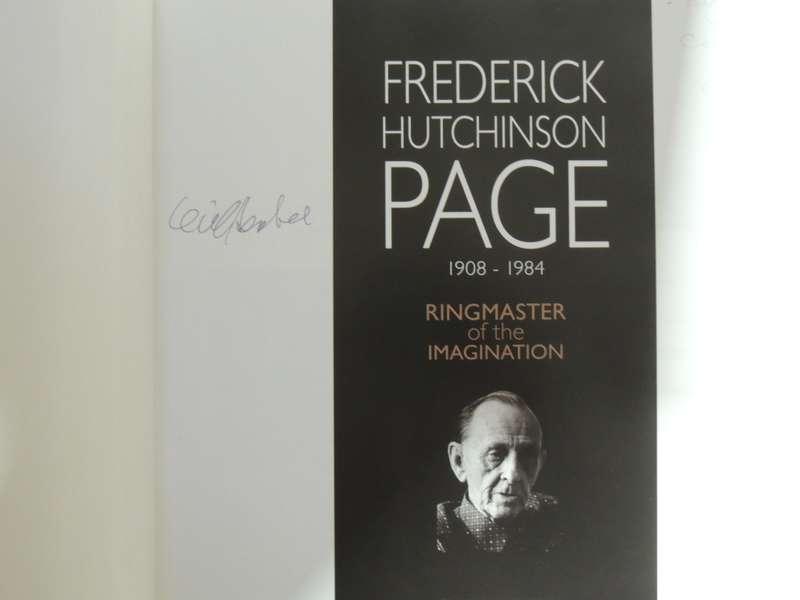 FREDERICK
HUTCHINSON
PAGE
1908 - 1984
RINGMASTER
of the
IMAGINATION